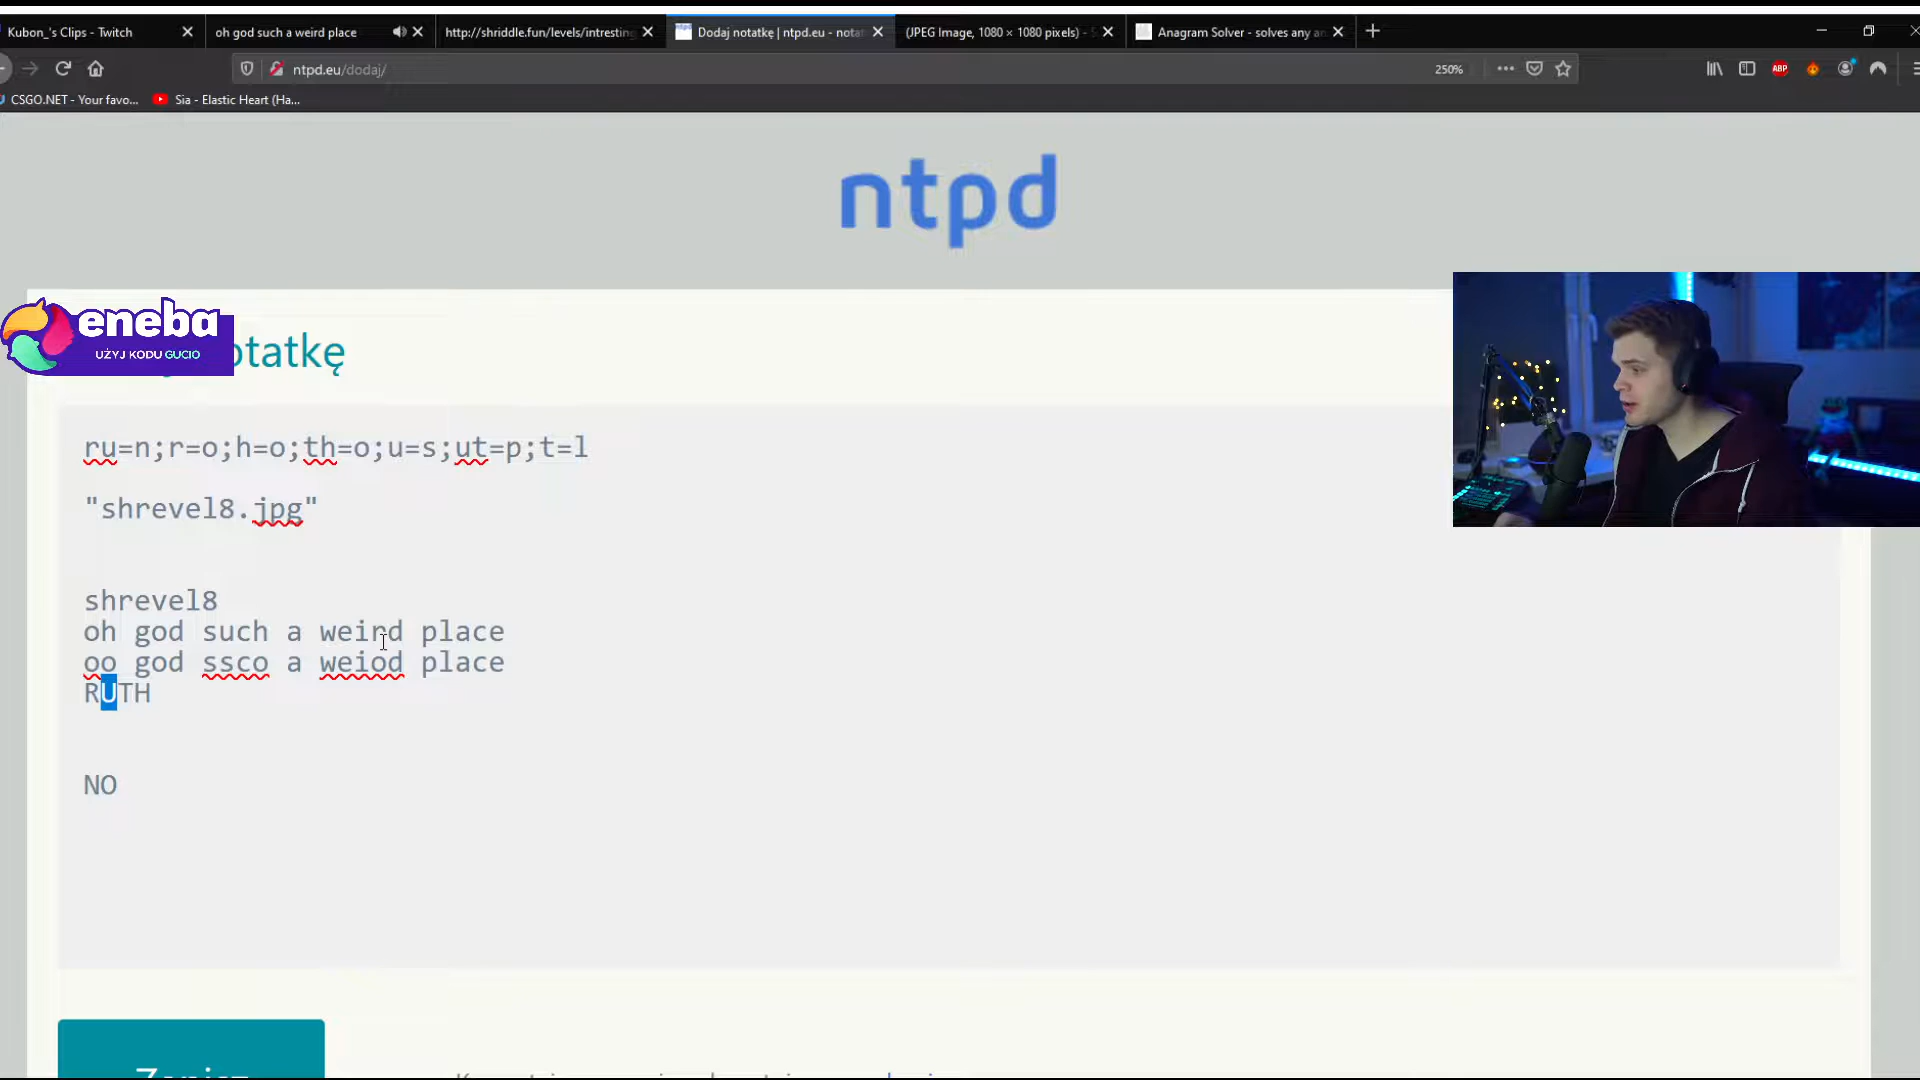 Kubon_'s Clips - Twitch
oh god such a weird place
http://shriddle.fun/levels/intresting
Dodaj notatkę | ntpd.eu - notat
(JPEG Image, 1080 × 1080 pixels) -
Anagram Solver - solves any an
ntpd.eu/dodaj/
250%
ABP
CSGO.NET - Your favo...
Sia - Elastic Heart (Ha...
ntpd
eneba
UŻYJ KODU GUCIO
otatkę
ru=n;r=o;h=o;th=o;u=s;ut=p;t=l
"shrevel8.jpg"
shrevel8
oh god such a weird place
oo god ssco a weiod place
RUTH
NO